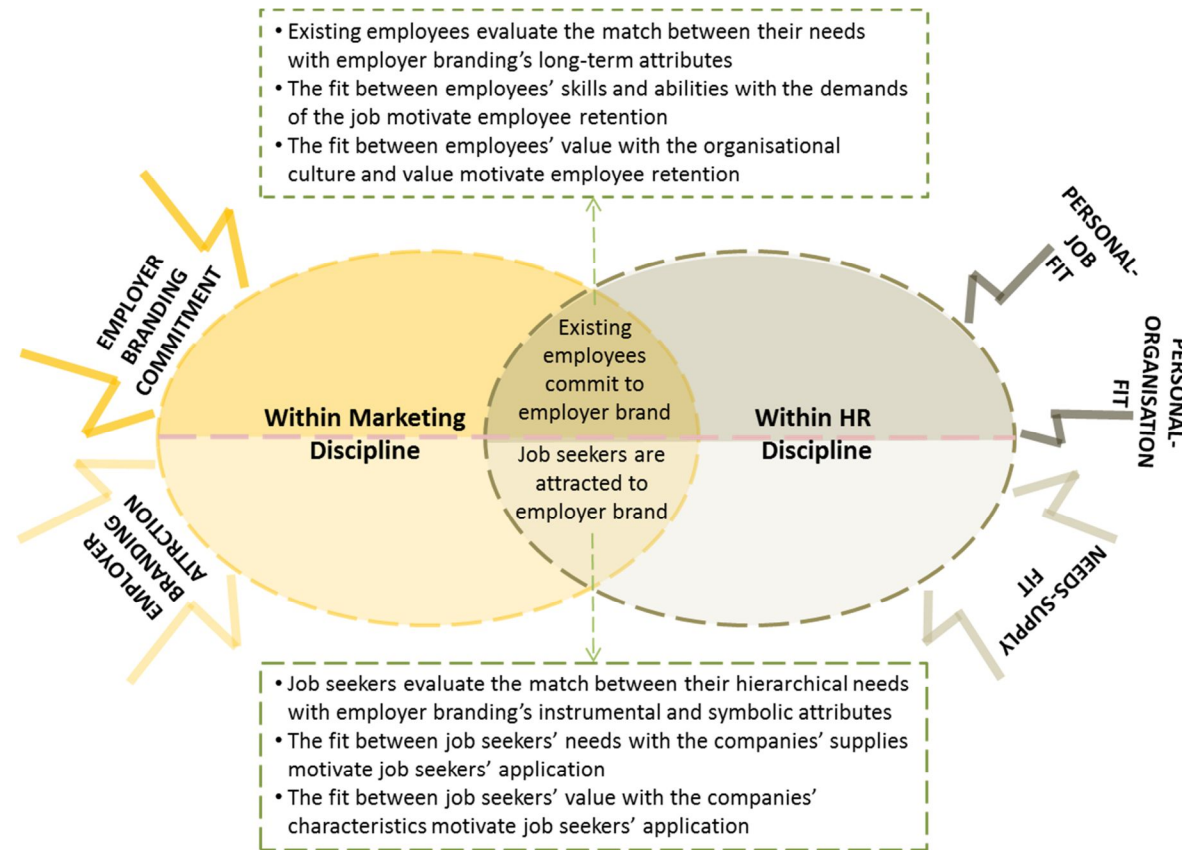 • Existing employees evaluate the match between their needs
with employer branding's long-term attributes
• The fit between employees' skills and abilities with the demands
of the job motivate employee retention
• The fit between employees' value with the organisational
culture and value motivate employee retention
EMPLOYER
BRANDING
COMMITMENT
EMPLOYER
BRANDING
ATTRCTION
Within Marketing
Discipline
Existing
employees
commit to
employer brand
Job seekers are
attracted to
employer brand
Within HR
Discipline
PERSONAL-
JOB
FIT
PERSONAL-
ORGANISATION
FIT
NEEDS-SUPPLY
FIT
• Job seekers evaluate the match between their hierarchical needs
with employer branding's instrumental and symbolic attributes
• The fit between job seekers' needs with the companies' supplies
motivate job seekers' application
• The fit between job seekers' value with the companies'
characteristics motivate job seekers' application